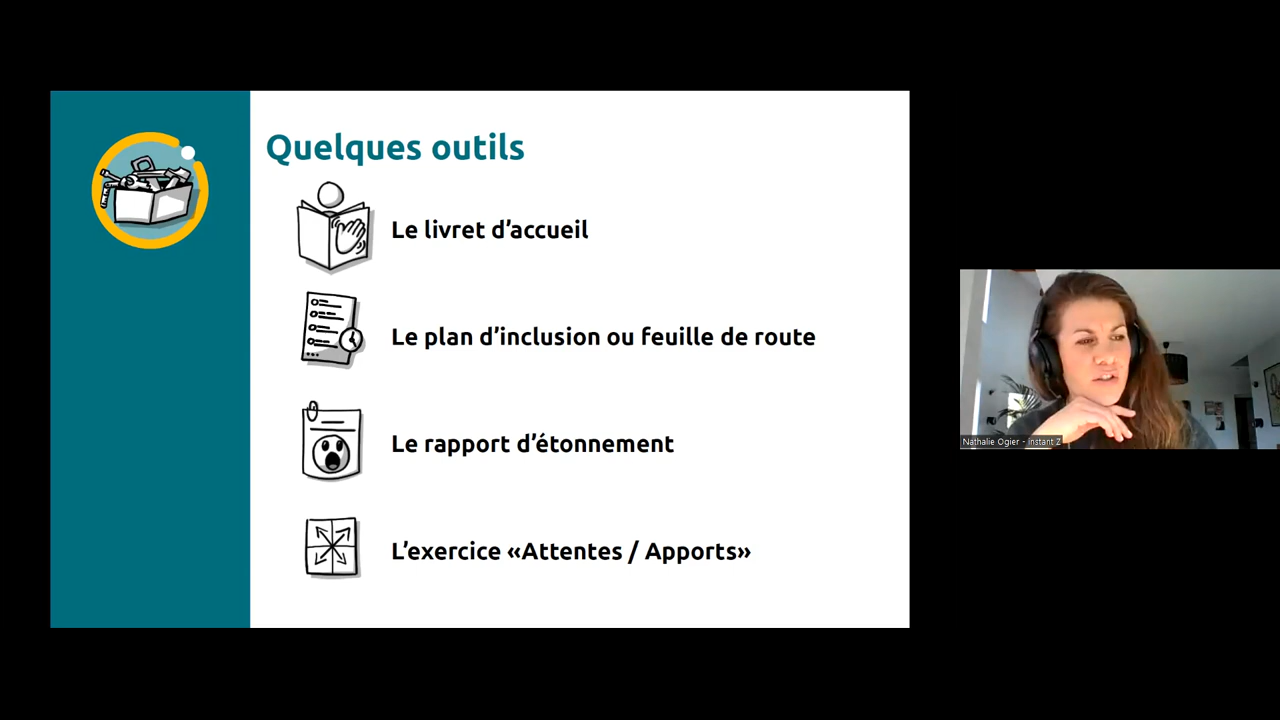 Quelques outils
Le livret d’accueil
Le plan d’inclusion ou feuille de route
Le rapport d’étonnement
L’exercice «Attentes / Apports»
Nathalie Ogier - Instant Z